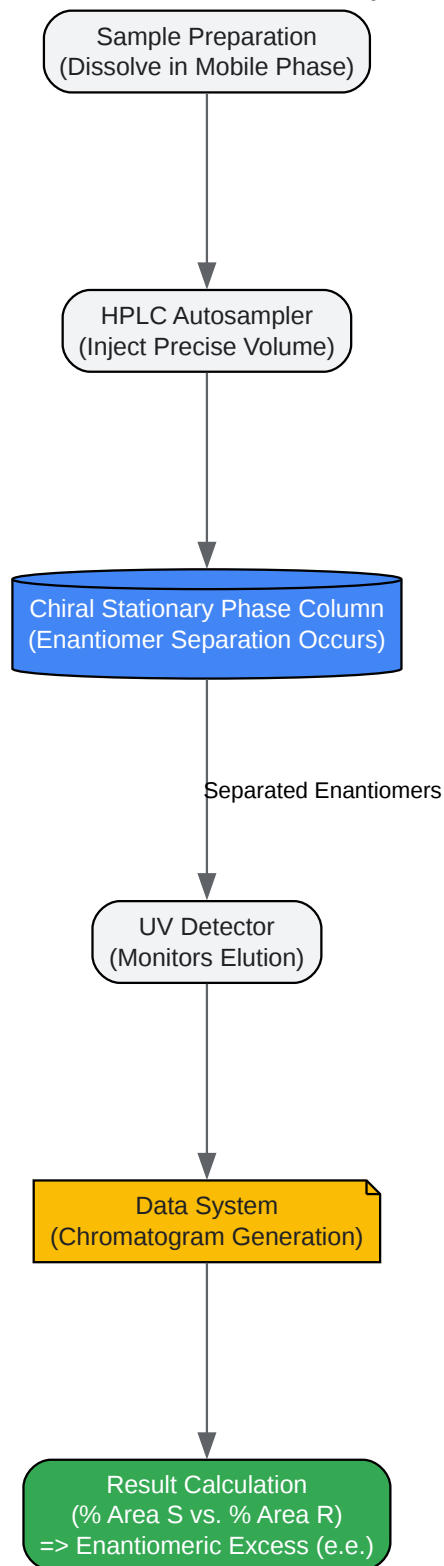 Sample Preparation
(Dissolve in Mobile Phase)
HPLC Autosampler
(Inject Precise Volume)
Chiral Stationary Phase Column
(Enantiomer Separation Occurs)
Separated Enantiomers
UV Detector
(Monitors Elution)
Data System
(Chromatogram Generation)
Result Calculation
(% Area S vs. % Area R)
=> Enantiomeric Excess (e.e.)